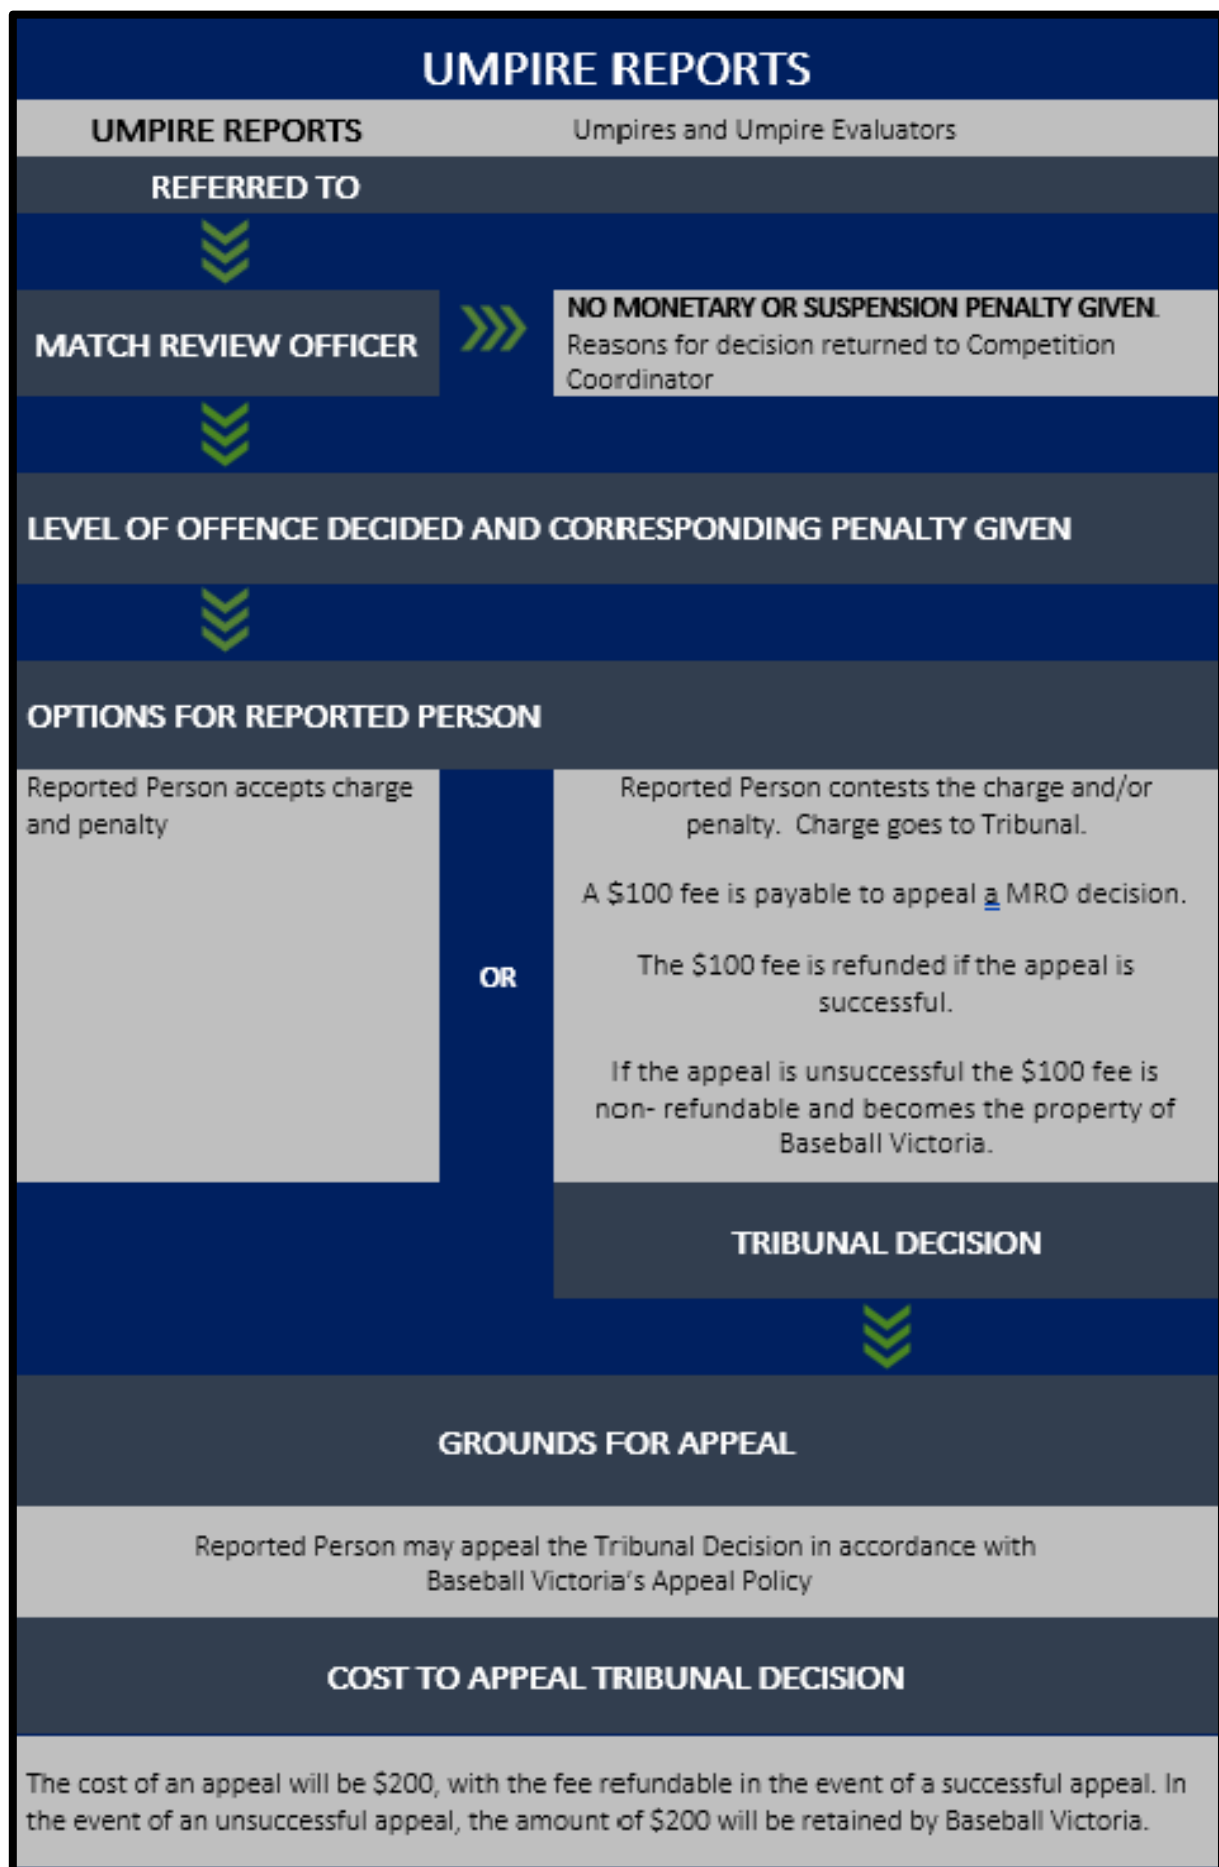 UMPIRE REPORTS
UMPIRE REPORTS
Umpires and Umpire Evaluators
REFERRED TO
MATCH REVIEW OFFICER
NO MONETARY OR SUSPENSION PENALTY GIVEN.
Reasons for decision returned to Competition
Coordinator
LEVEL OF OFFENCE DECIDED AND CORRESPONDING PENALTY GIVEN
OPTIONS FOR REPORTED PERSON
Reported Person accepts charge
and penalty
OR
Reported Person contests the charge and/or
penalty. Charge goes to Tribunal.
A $100 fee is payable to appeal a MRO decision.
The $100 fee is refunded if the appeal is
successful.
If the appeal is unsuccessful the $100 fee is
non- refundable and becomes the property of
Baseball Victoria.
TRIBUNAL DECISION
GROUNDS FOR APPEAL
Reported Person may appeal the Tribunal Decision in accordance with
Baseball Victoria's Appeal Policy
COST TO APPEAL TRIBUNAL DECISION
The cost of an appeal will be $200, with the fee refundable in the event of a successful appeal. In
the event of an unsuccessful appeal, the amount of $200 will be retained by Baseball Victoria.